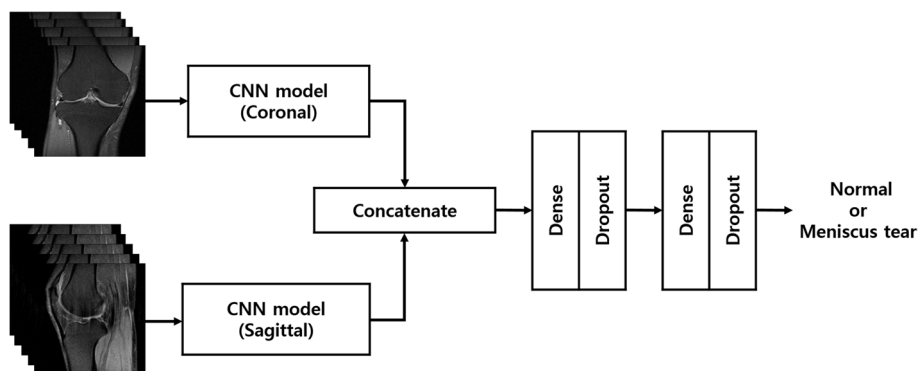 CNN model
(Coronal)
Concatenate
CNN model
(Sagittal)
Dense
Dropout
Dense
Dropout
Normal
or
Meniscus tear